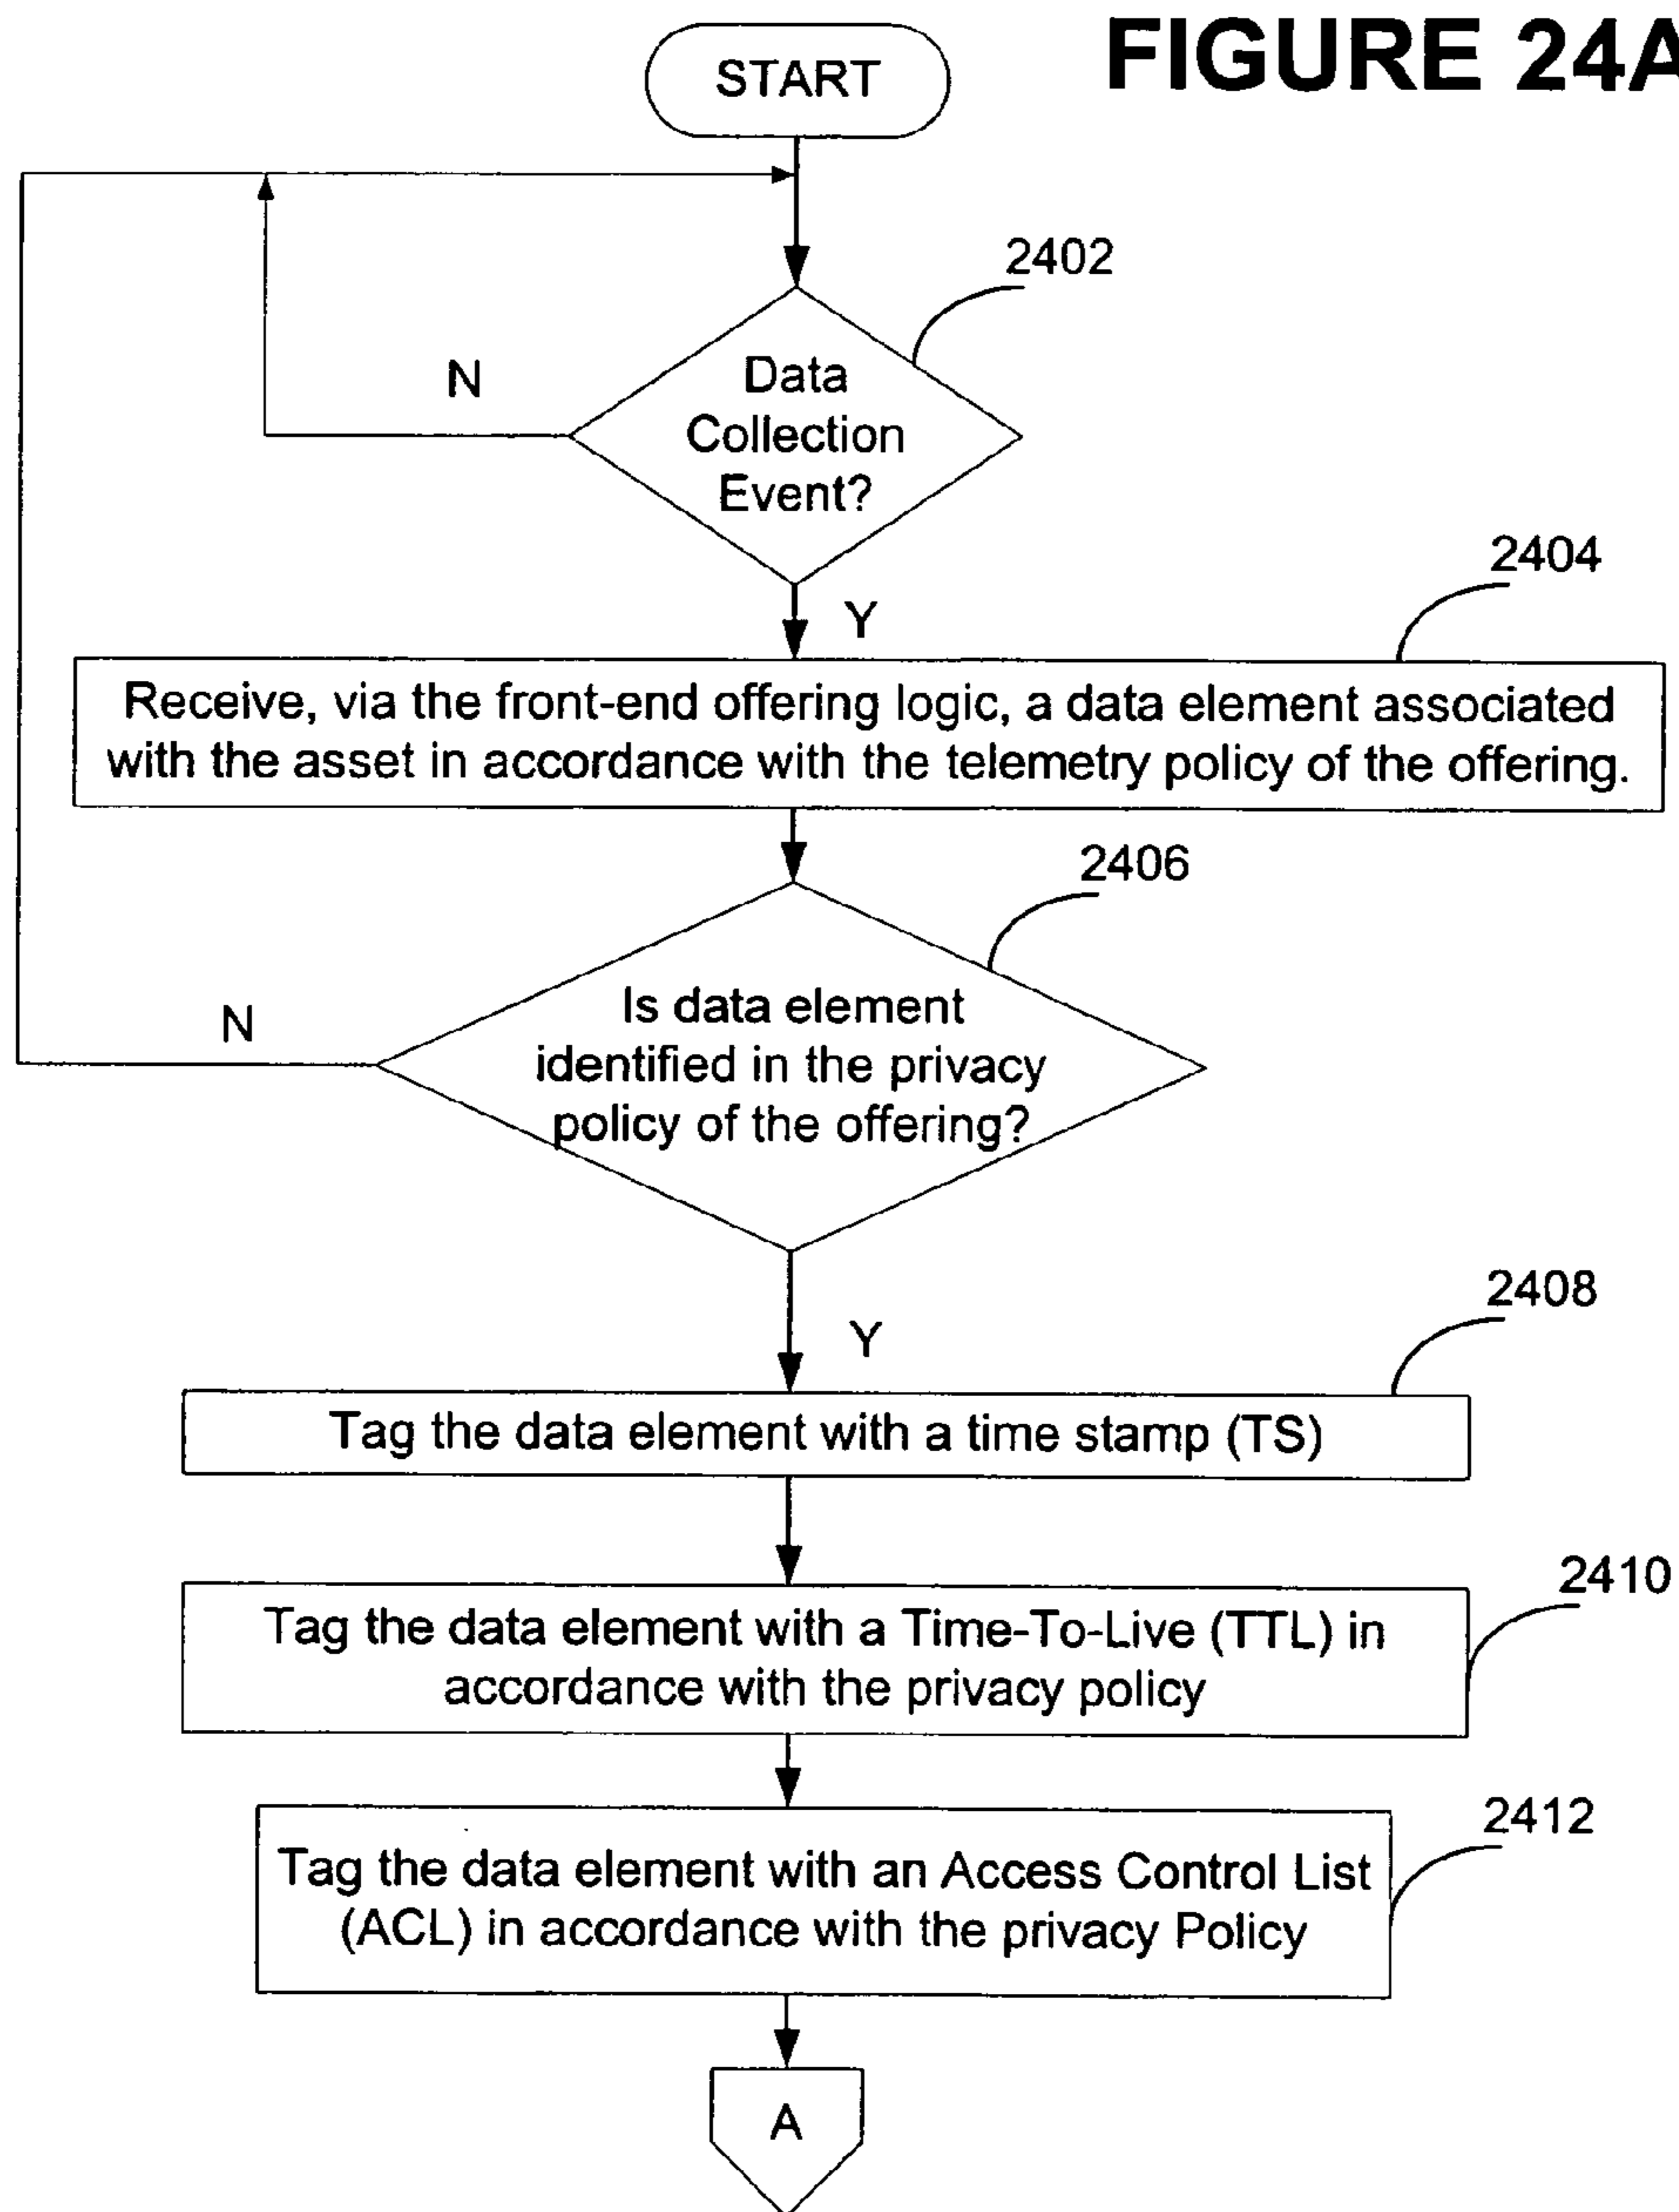 FIGURE 24A
START
2402
Data
Collection
Event?
N
Y
2404
Receive, via the front-end offering logic, a data element associated
with the asset in accordance with the telemetry policy of the offering.
2406
Is data element
identified in the privacy
policy of the offering?
N
Y
2408
Tag the data element with a time stamp (TS)
2410
Tag the data element with a Time-To-Live (TTL) in
accordance with the privacy policy
2412
Tag the data element with an Access Control List
(ACL) in accordance with the privacy Policy
A